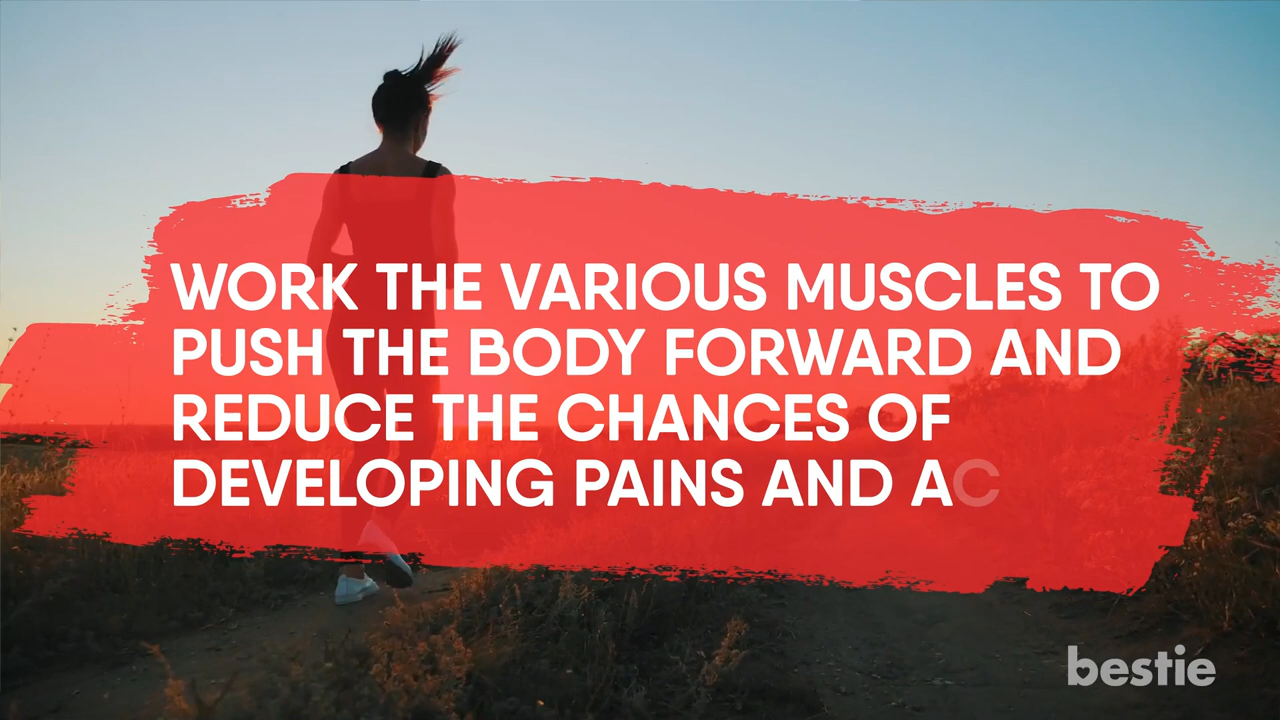 WORK THE VARIOUS MUSCLES TO
PUSH THE BODY FORWARD AND
REDUCE THE CHANCES OF
DEVELOPING PAINS AND AC
bestie